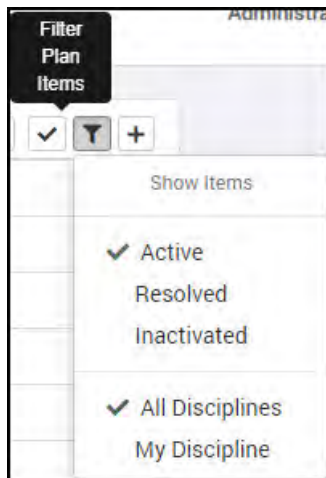 Administra
Filter
Plan
Items
Show Items
Active
Resolved
Inactivated
All Disciplines
My Discipline